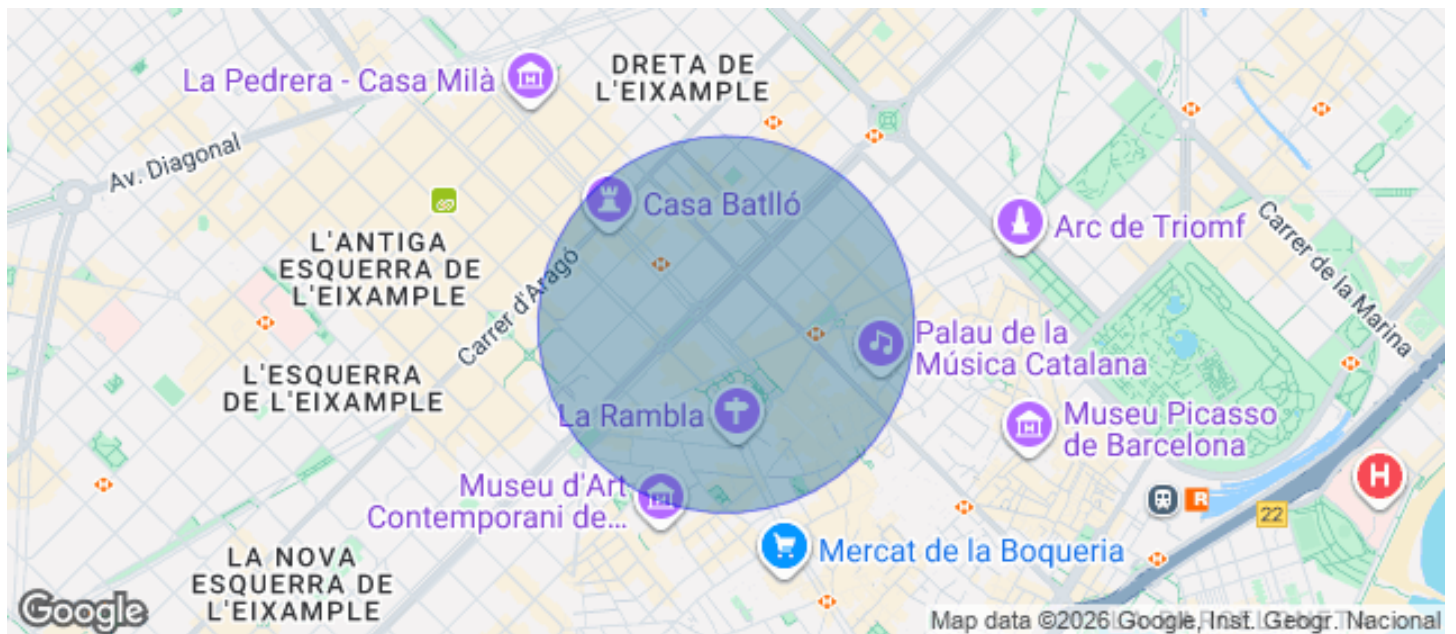 DRETA DE
L'EIXAMPLE
La Pedrera - Casa Milà
Av. Diagonal
Casa Batlló
Arc de Triomf
Carrer de la Marina
L'ANTIGA
ESQUERRA DE
L'EIXAMPLE
Carrer d'Aragó
Palau de la
Música Catalana
L'ESQUERRA
DE L'EIXAMPLE
La Rambla
Museu Picasso
de Barcelona
H
Museu d'Art
Contemporani de...
R
22
Mercat de la Boqueria
LA NOVA
ESQUERRA DE
L'EIXAMPLE
Google
Map data ©2026 Google, Inst. Geogr. Nacional